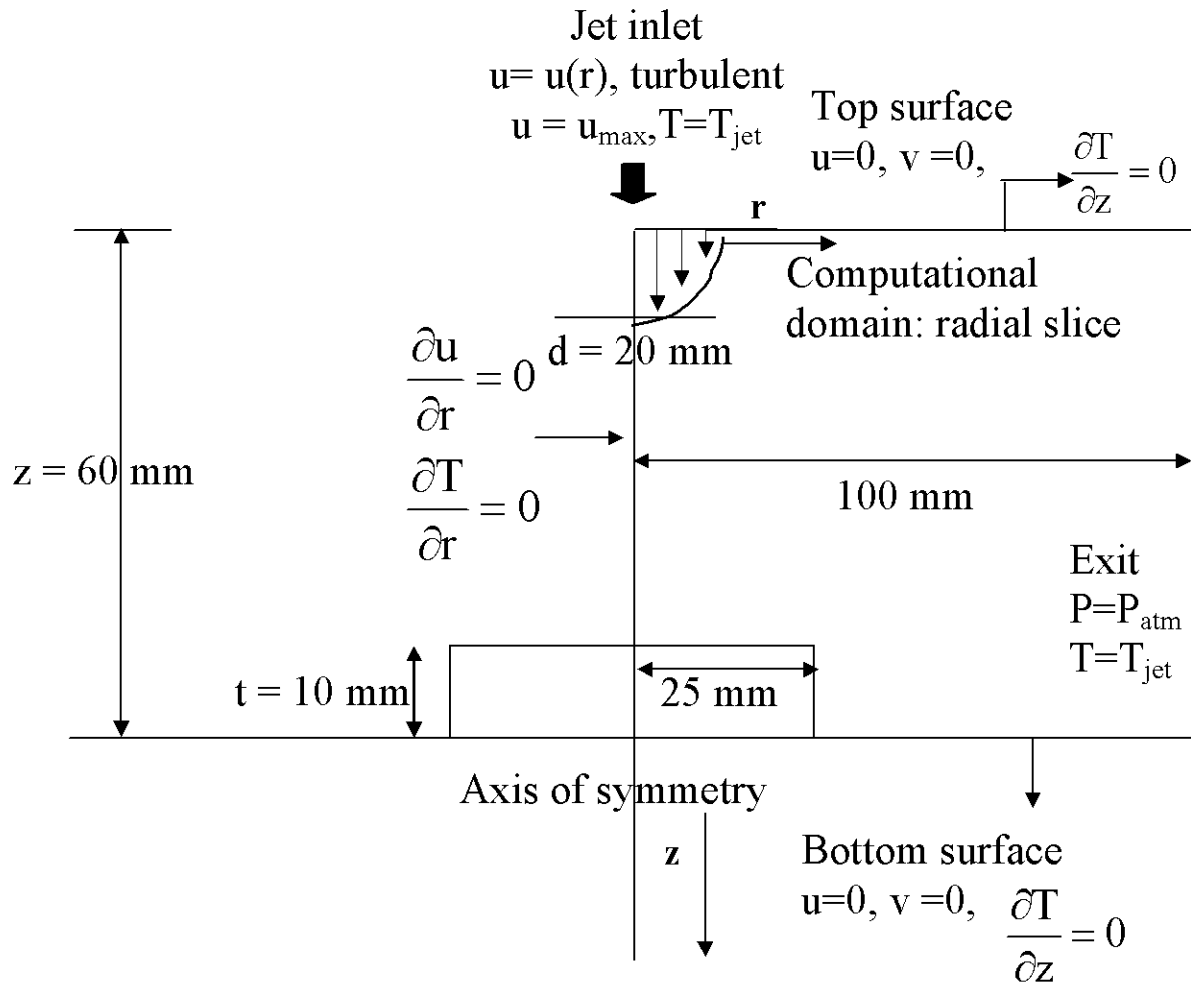 Jet inlet
u= u(r), turbulent
u = u_max, T=T_jet
Top surface
u=0, v =0, ∂T/∂z = 0
r
Computational
domain: radial slice
d = 20 mm
∂u/∂r = 0
z = 60 mm
∂T/∂r = 0
100 mm
Exit
P=P_atm
T=T_jet
t = 10 mm
25 mm
Axis of symmetry
z
Bottom surface
u=0, v =0, ∂T/∂z = 0